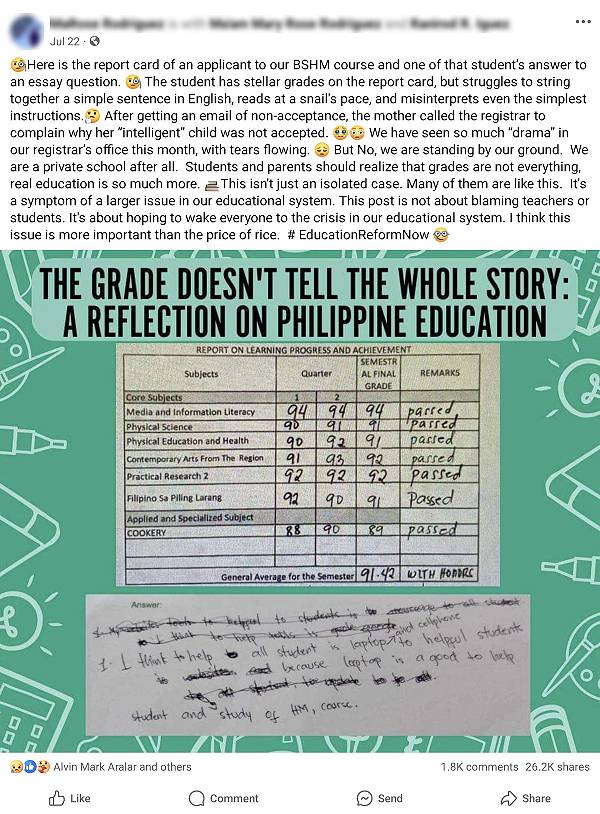 Jul 22 ·
Here is the report card of an applicant to our BSHM course and one of that student's answer to
an essay question. The student has stellar grades on the report card, but struggles to string
together a simple sentence in English, reads at a snail's pace, and misinterprets even the simplest
instructions. After getting an email of non-acceptance, the mother called the registrar to
complain why her “intelligent” child was not accepted. We have seen so much “drama” in
our registrar's office this month, with tears flowing. But No, we are standing by our ground. We
are a private school after all. Students and parents should realize that grades are not everything,
real education is so much more. This isn't just an isolated case. Many of them are like this. It's
a symptom of a larger issue in our educational system. This post is not about blaming teachers or
students. It's about hoping to wake everyone to the crisis in our educational system. I think this
issue is more important than the price of rice. # EducationReformNow
THE GRADE DOESN'T TELL THE WHOLE STORY:
A REFLECTION ON PHILIPPINE EDUCATION
REPORT ON LEARNING PROGRESS AND ACHIEVEMENT
Subjects Quarter SEMESTR AL FINAL GRADE REMARKS
Core Subjects 1 2
Media and Information Literacy 94 94 94 passed
Physical Science 90 91 91 passed
Physical Education and Health 90 92 91 passed
Contemporary Arts From The Region 91 93 92 passed
Practical Research 2 92 92 92 passed
Filipino Sa Piling Larang 92 90 91 Passed
Applied and Specialized Subject
COOKERY 88 90 89 passed
General Average for the Semester 91.42 WITH HONORS
Answer:
and cellphone
1. I think to help all student is laptop to helpful students
is and because laptop is a good to help
student and study of HM, course.
Alvin Mark Aralar and others 1.8K comments 26.2K shares
Like Comment Send Share